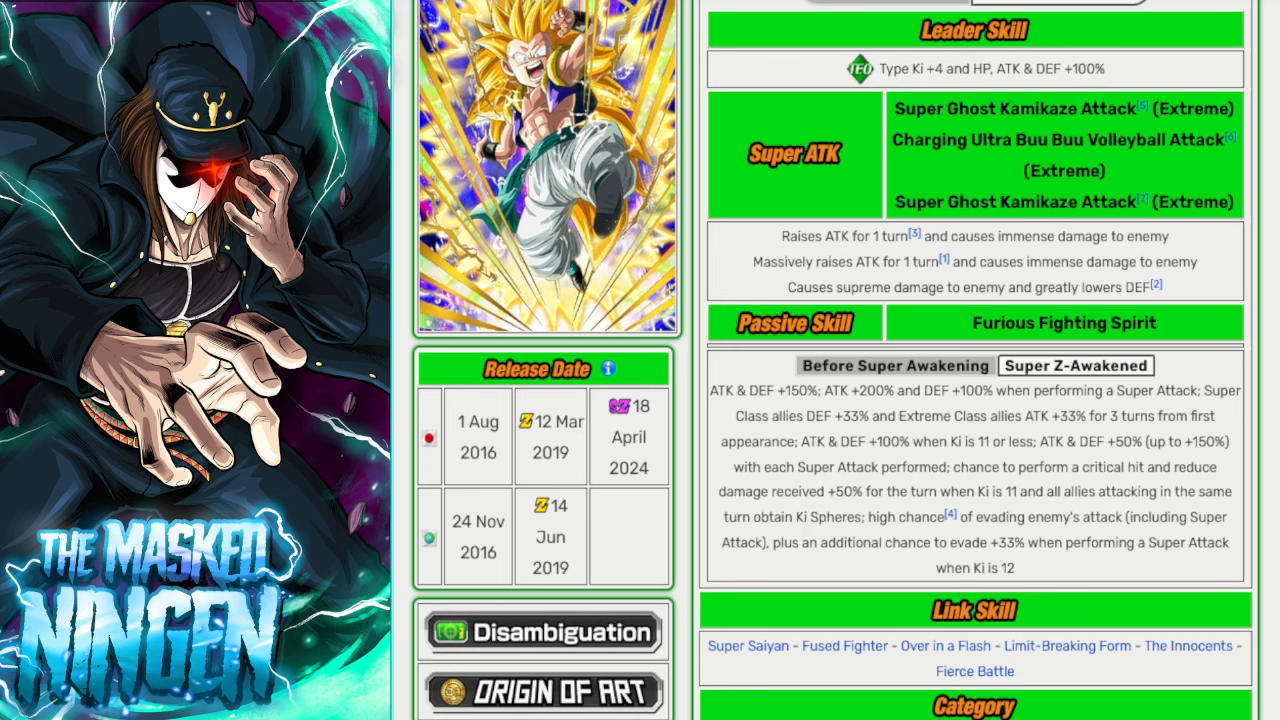 THE MASKED
NINGEN
Release Date
1 Aug
2016
Z 12 Mar
2019
SZ 18
April
2024
24 Nov
2016
Z 14
Jun
2019
Disambiguation
ORIGIN OF ART
Leader Skill
TEQ Type Ki +4 and HP, ATK & DEF +100%
Super ATK
Super Ghost Kamikaze Attack[5] (Extreme)
Charging Ultra Buu Buu Volleyball Attack[6]
(Extreme)
Super Ghost Kamikaze Attack[7] (Extreme)
Raises ATK for 1 turn[3] and causes immense damage to enemy
Massively raises ATK for 1 turn[1] and causes immense damage to enemy
Causes supreme damage to enemy and greatly lowers DEF[2]
Passive Skill
Furious Fighting Spirit
Before Super Awakening Super Z-Awakened
ATK & DEF +150%; ATK +200% and DEF +100% when performing a Super Attack; Super
Class allies DEF +33% and Extreme Class allies ATK +33% for 3 turns from first
appearance; ATK & DEF +100% when Ki is 11 or less; ATK & DEF +50% (up to +150%)
with each Super Attack performed; chance to perform a critical hit and reduce
damage received +50% for the turn when Ki is 11 and all allies attacking in the same
turn obtain Ki Spheres; high chance[4] of evading enemy's attack (including Super
Attack), plus an additional chance to evade +33% when performing a Super Attack
when Ki is 12
Link Skill
Super Saiyan - Fused Fighter - Over in a Flash - Limit-Breaking Form - The Innocents -
Fierce Battle
Category